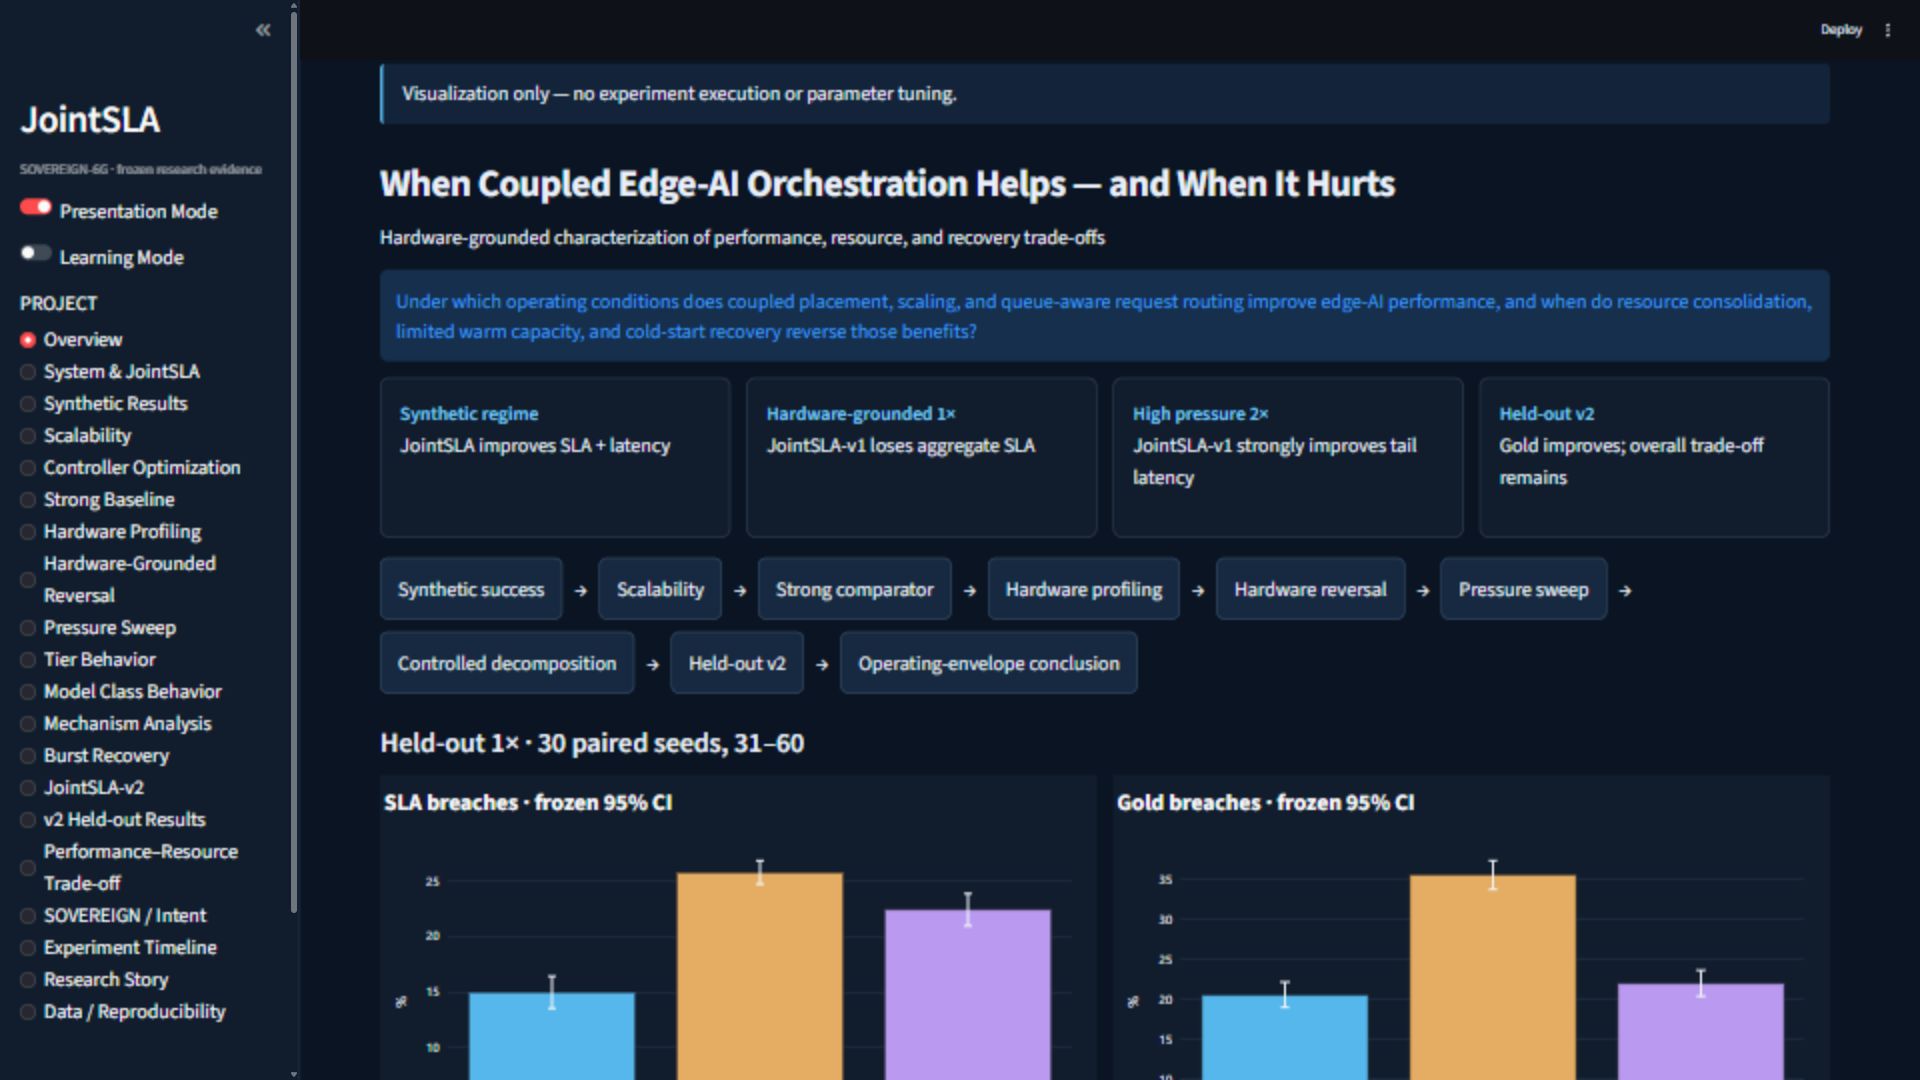 Deploy
JointSLA
SOVEREIGN-6G · frozen research evidence
Presentation Mode
Learning Mode
PROJECT
Overview
System & JointSLA
Synthetic Results
Scalability
Controller Optimization
Strong Baseline
Hardware Profiling
Hardware-Grounded
Reversal
Pressure Sweep
Tier Behavior
Model Class Behavior
Mechanism Analysis
Burst Recovery
JointSLA-v2
v2 Held-out Results
Performance–Resource
Trade-off
SOVEREIGN / Intent
Experiment Timeline
Research Story
Data / Reproducibility
Visualization only — no experiment execution or parameter tuning.
When Coupled Edge-AI Orchestration Helps — and When It Hurts
Hardware-grounded characterization of performance, resource, and recovery trade-offs
Under which operating conditions does coupled placement, scaling, and queue-aware request routing improve edge-AI performance, and when do resource consolidation,
limited warm capacity, and cold-start recovery reverse those benefits?
Synthetic regime
JointSLA improves SLA + latency
Hardware-grounded 1×
JointSLA-v1 loses aggregate SLA
High pressure 2×
JointSLA-v1 strongly improves tail
latency
Held-out v2
Gold improves; overall trade-off
remains
Synthetic success → Scalability → Strong comparator → Hardware profiling → Hardware reversal → Pressure sweep →
Controlled decomposition → Held-out v2 → Operating-envelope conclusion
Held-out 1× · 30 paired seeds, 31–60
SLA breaches · frozen 95% CI
25
20
15
10
%
Gold breaches · frozen 95% CI
35
30
25
20
15
10
%